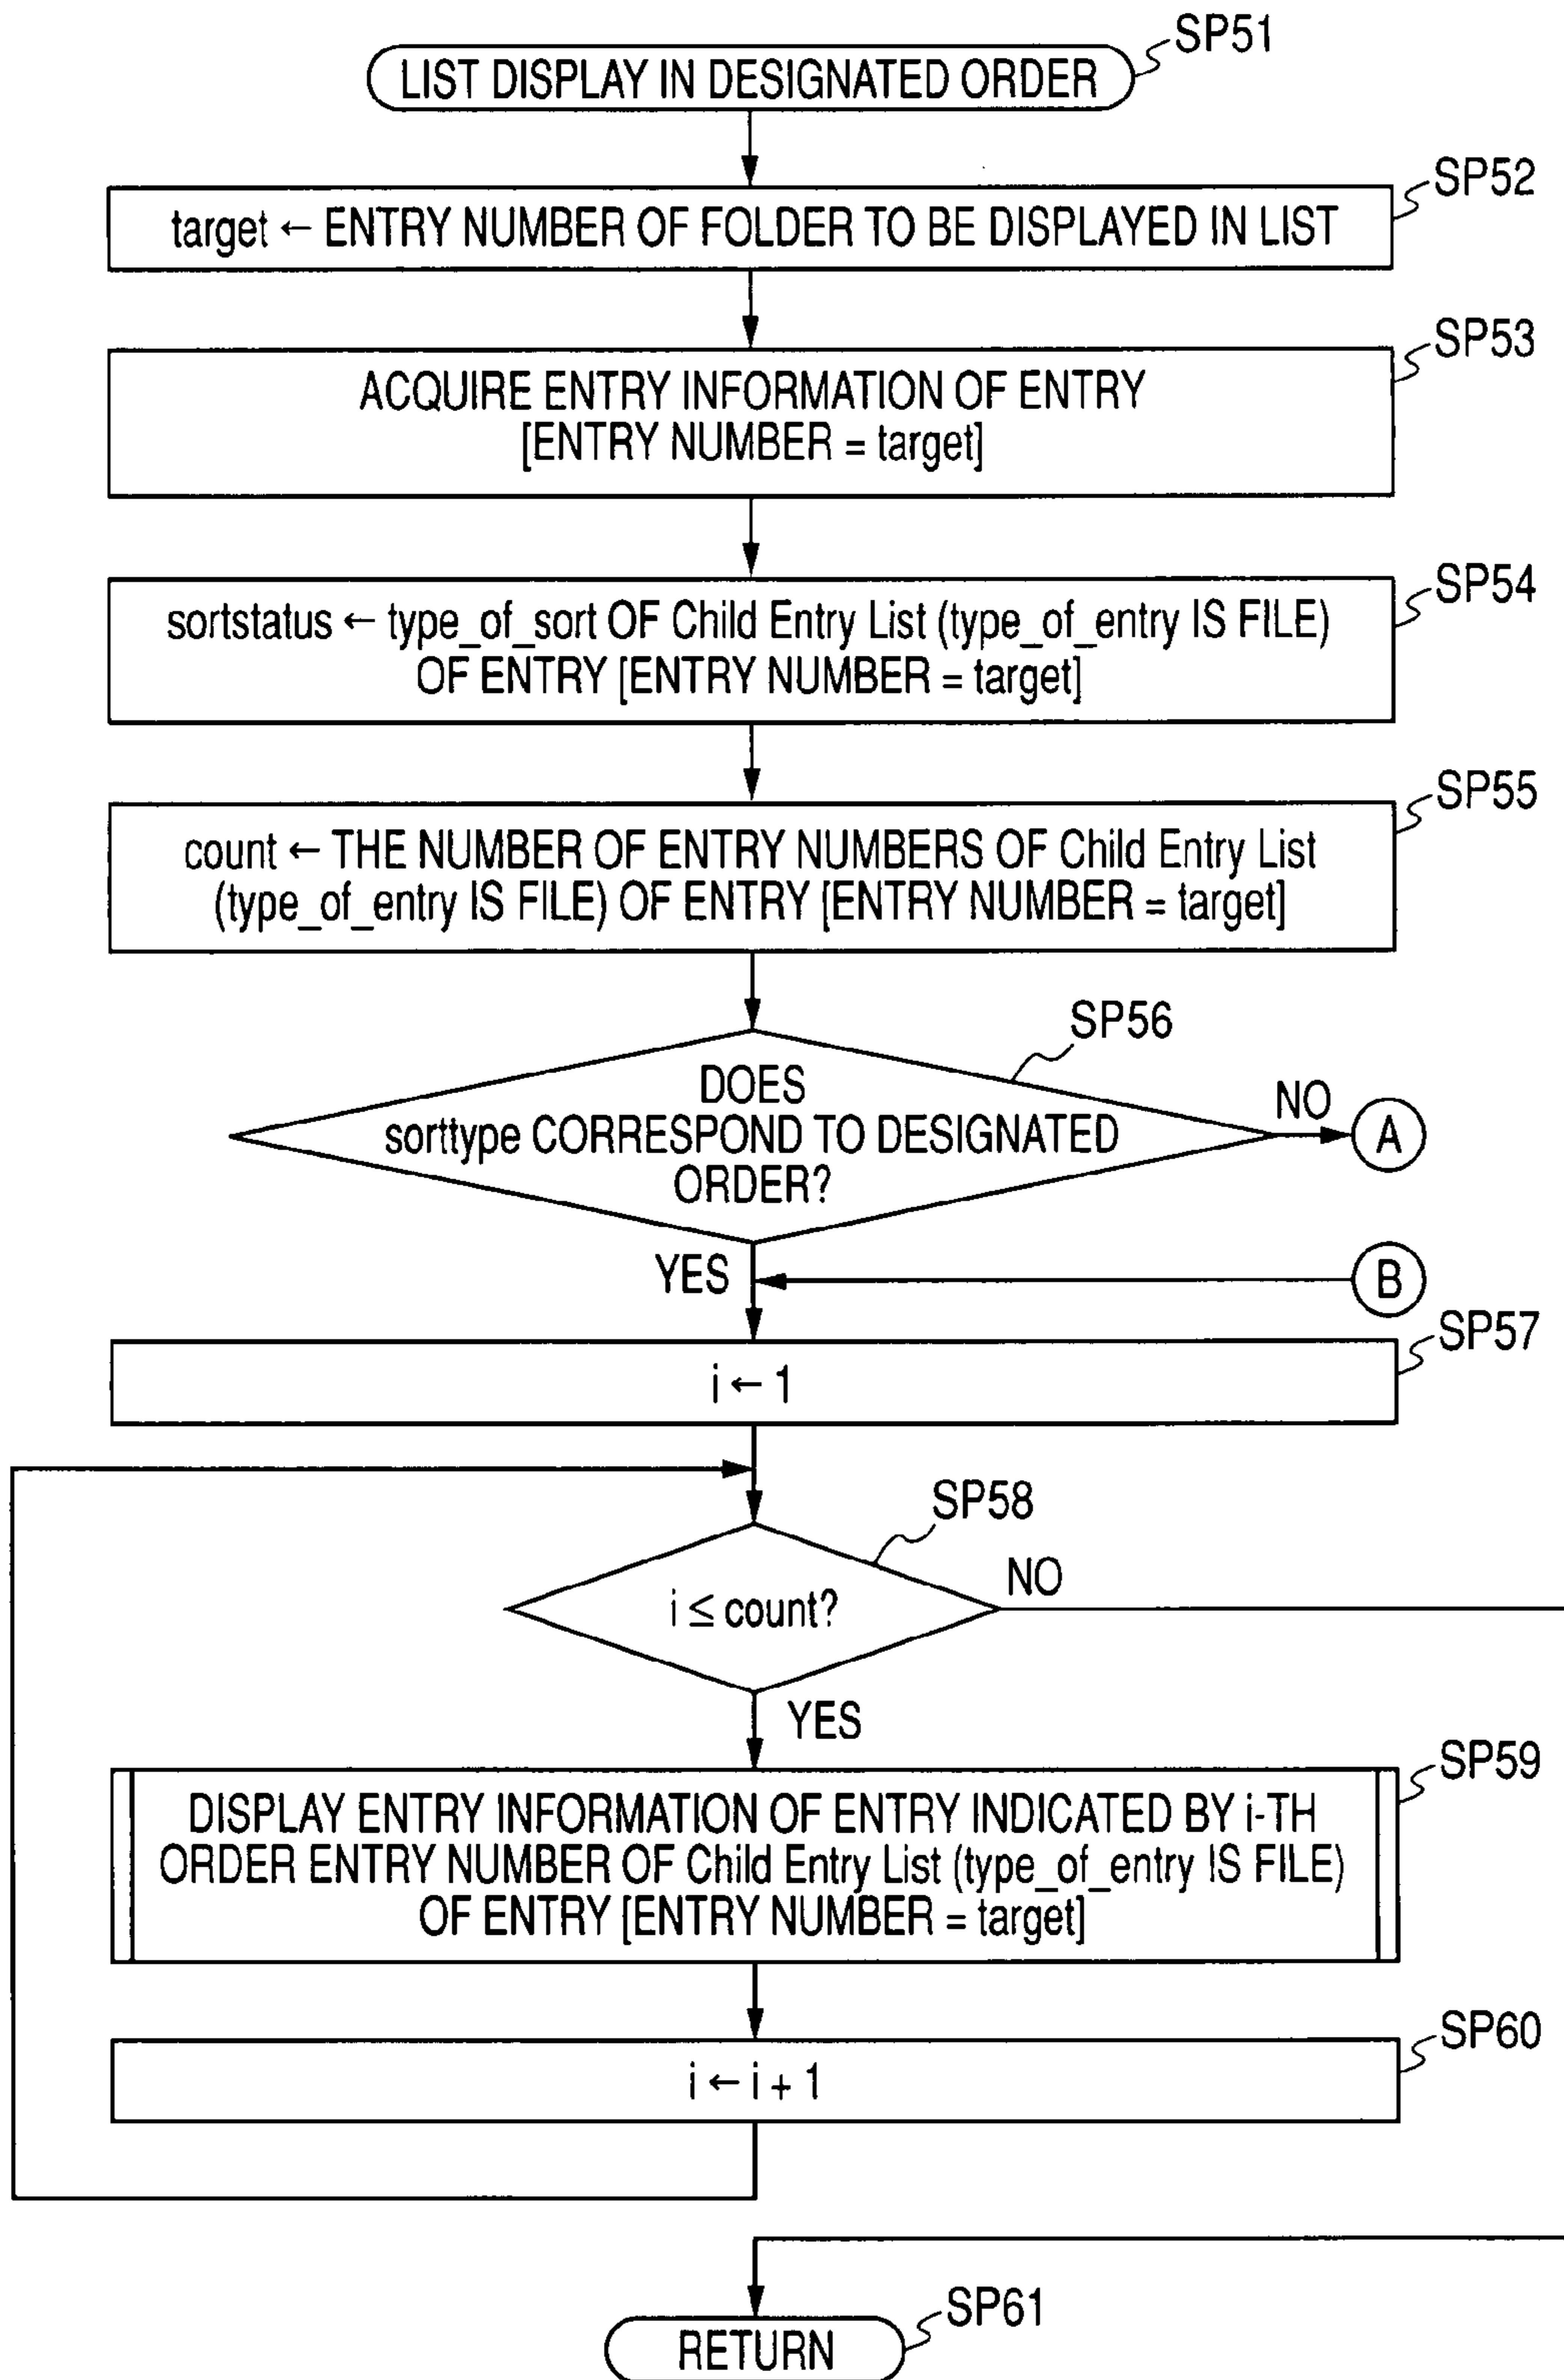 SP51
LIST DISPLAY IN DESIGNATED ORDER
SP52
target ← ENTRY NUMBER OF FOLDER TO BE DISPLAYED IN LIST
SP53
ACQUIRE ENTRY INFORMATION OF ENTRY
[ENTRY NUMBER = target]
SP54
sortstatus ← type_of_sort OF Child Entry List (type_of_entry IS FILE)
OF ENTRY [ENTRY NUMBER = target]
SP55
count ← THE NUMBER OF ENTRY NUMBERS OF Child Entry List
(type_of_entry IS FILE) OF ENTRY [ENTRY NUMBER = target]
SP56
DOES
sorttype CORRESPOND TO DESIGNATED
ORDER?
NO
A
YES
B
SP57
i ← 1
SP58
i ≤ count?
NO
YES
SP59
DISPLAY ENTRY INFORMATION OF ENTRY INDICATED BY i-TH
ORDER ENTRY NUMBER OF Child Entry List (type_of_entry IS FILE)
OF ENTRY [ENTRY NUMBER = target]
SP60
i ← i + 1
SP61
RETURN